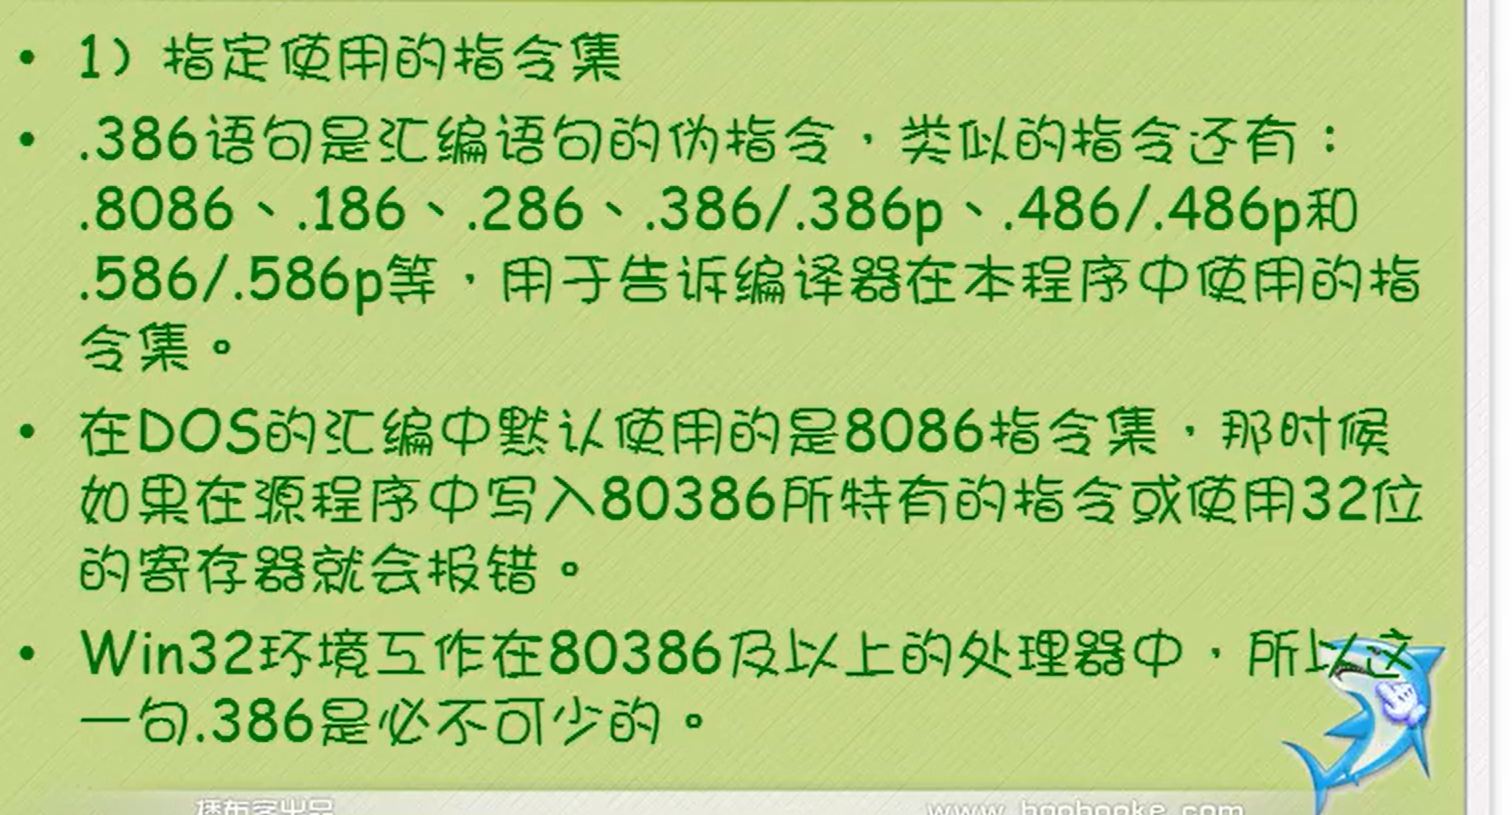 • 1）指定使用的指令集
• .386语句是汇编语句的伪指令，类似的指令还有：
.8086、.186、.286、.386/.386p、.486/.486p和
.586/.586p等，用于告诉编译器在本程序中使用的指
令集。
• 在DOS的汇编中默认使用的是8086指令集，那时候
如果在源程序中写入80386所特有的指令或使用32位
的寄存器就会报错。
• Win32环境工作在80386及以上的处理器中，所以这
一句.386是必不可少的。
播布客出品
www.boobooke.com